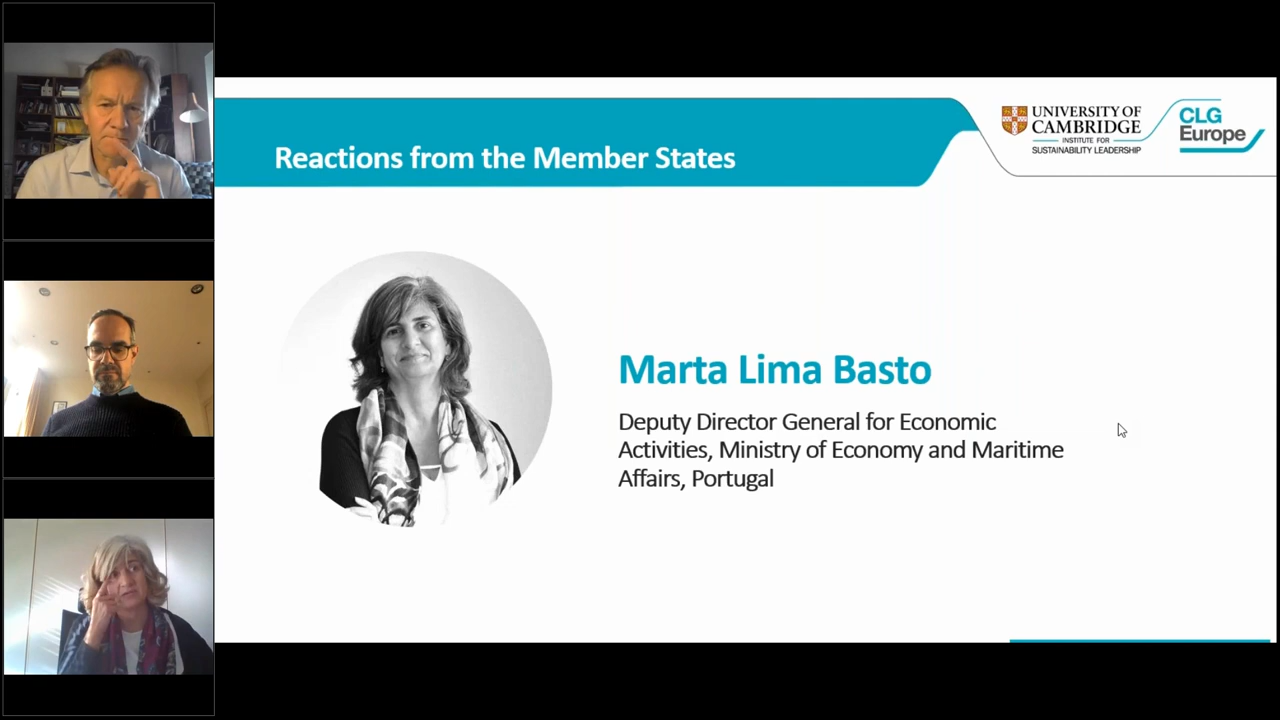 Reactions from the Member States
UNIVERSITY OF
CAMBRIDGE
INSTITUTE FOR
SUSTAINABILITY LEADERSHIP
CLG
Europe
Marta Lima Basto
Deputy Director General for Economic
Activities, Ministry of Economy and Maritime
Affairs, Portugal